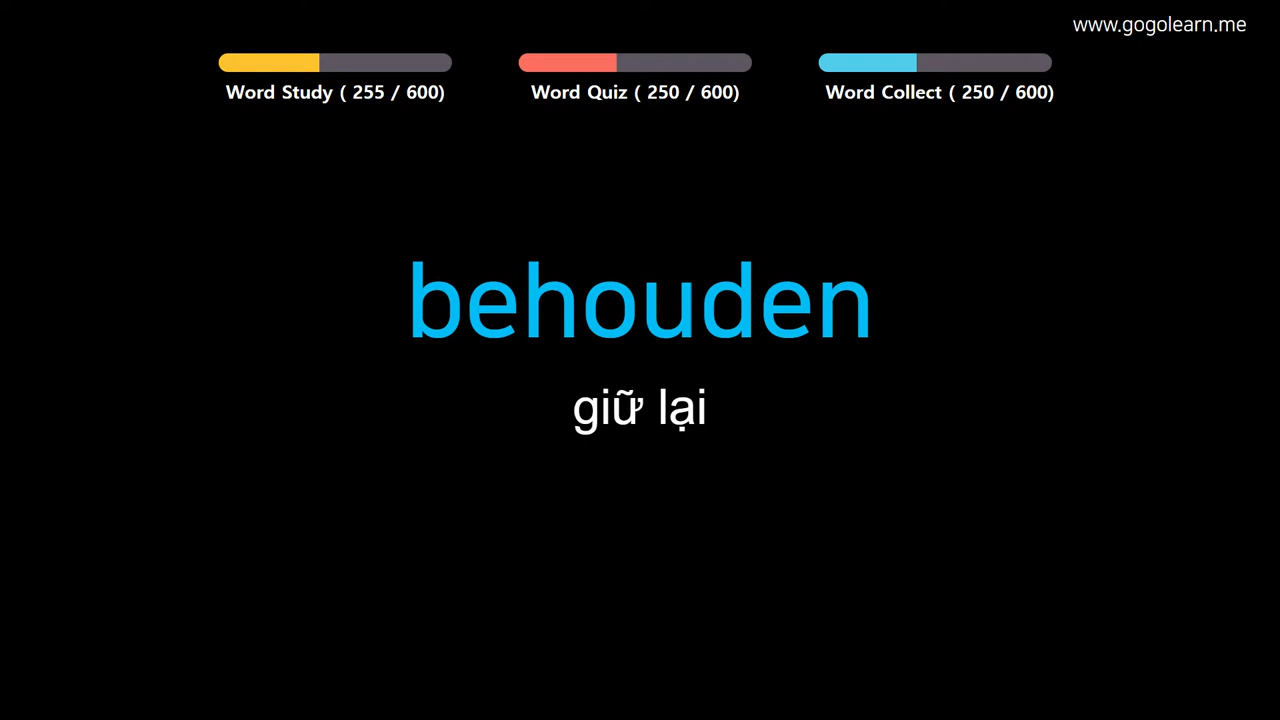 www.gogolearn.me
Word Study ( 255 / 600)
Word Quiz ( 250 / 600)
Word Collect ( 250 / 600)
behouden
giữ lại